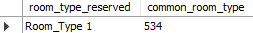 room_type_reserved common_room_type
Room_Type 1 534